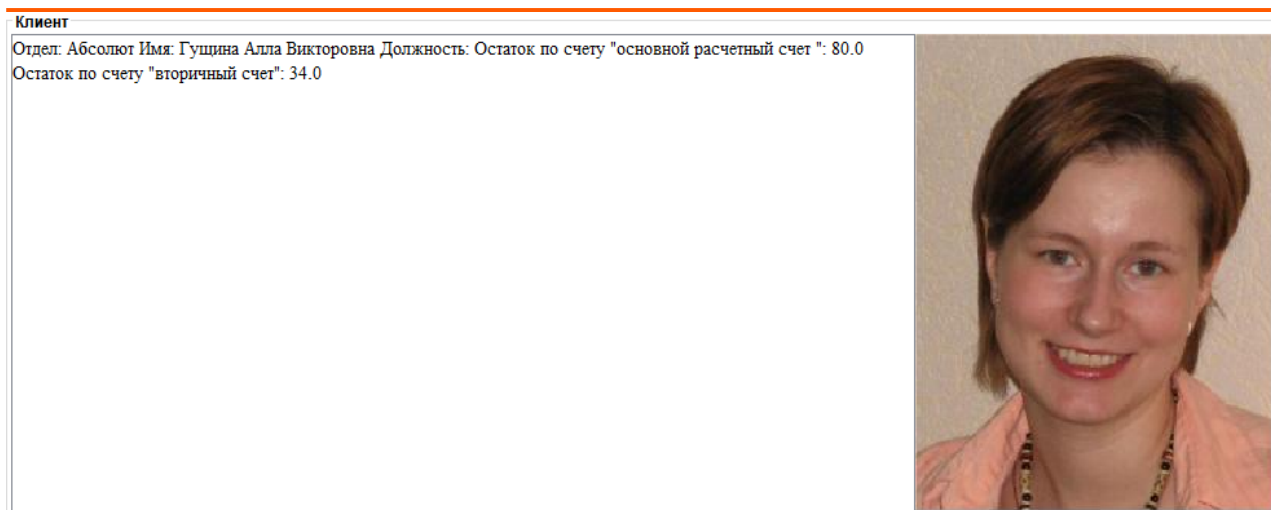 Клиент
Отдел: Абсолют Имя: Гущина Алла Викторовна Должность: Остаток по счету "основной расчетный счет ": 80.0
Остаток по счету "вторичный счет": 34.0